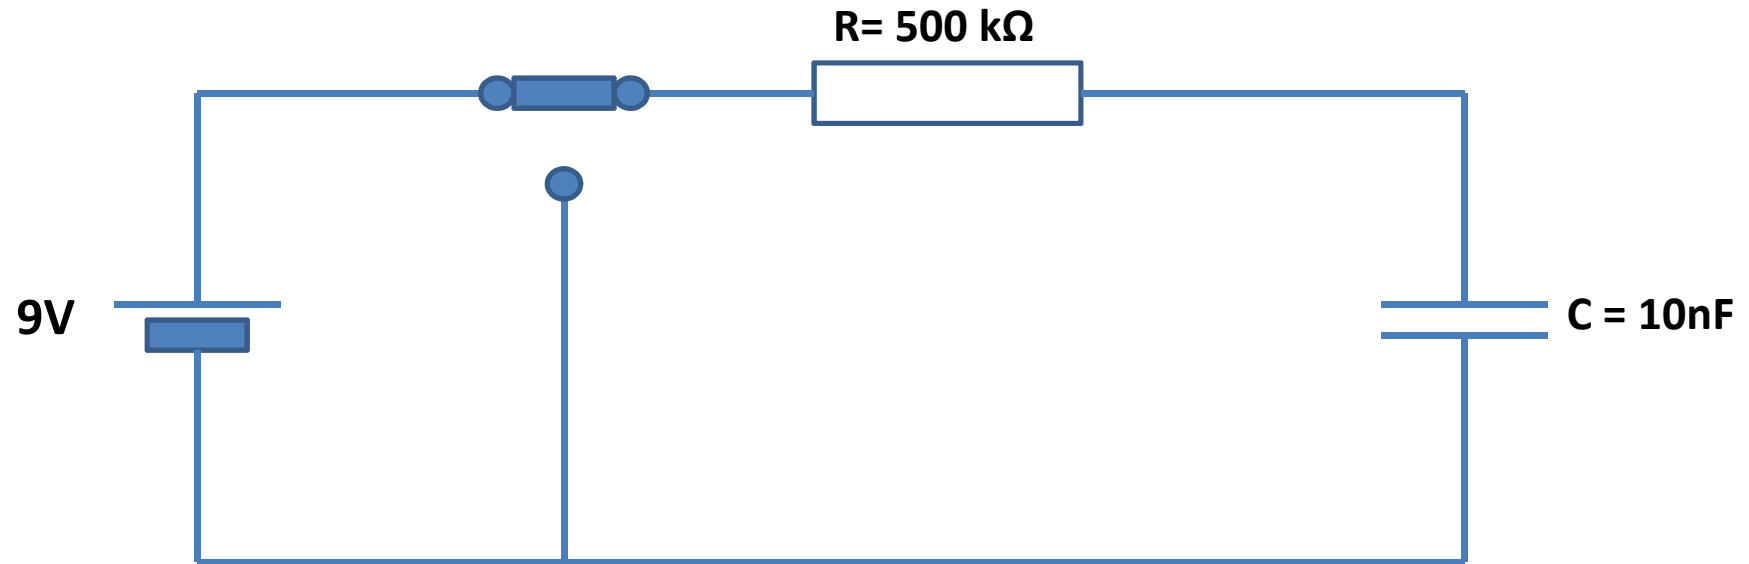 R= 500 kΩ
9V
C = 10nF